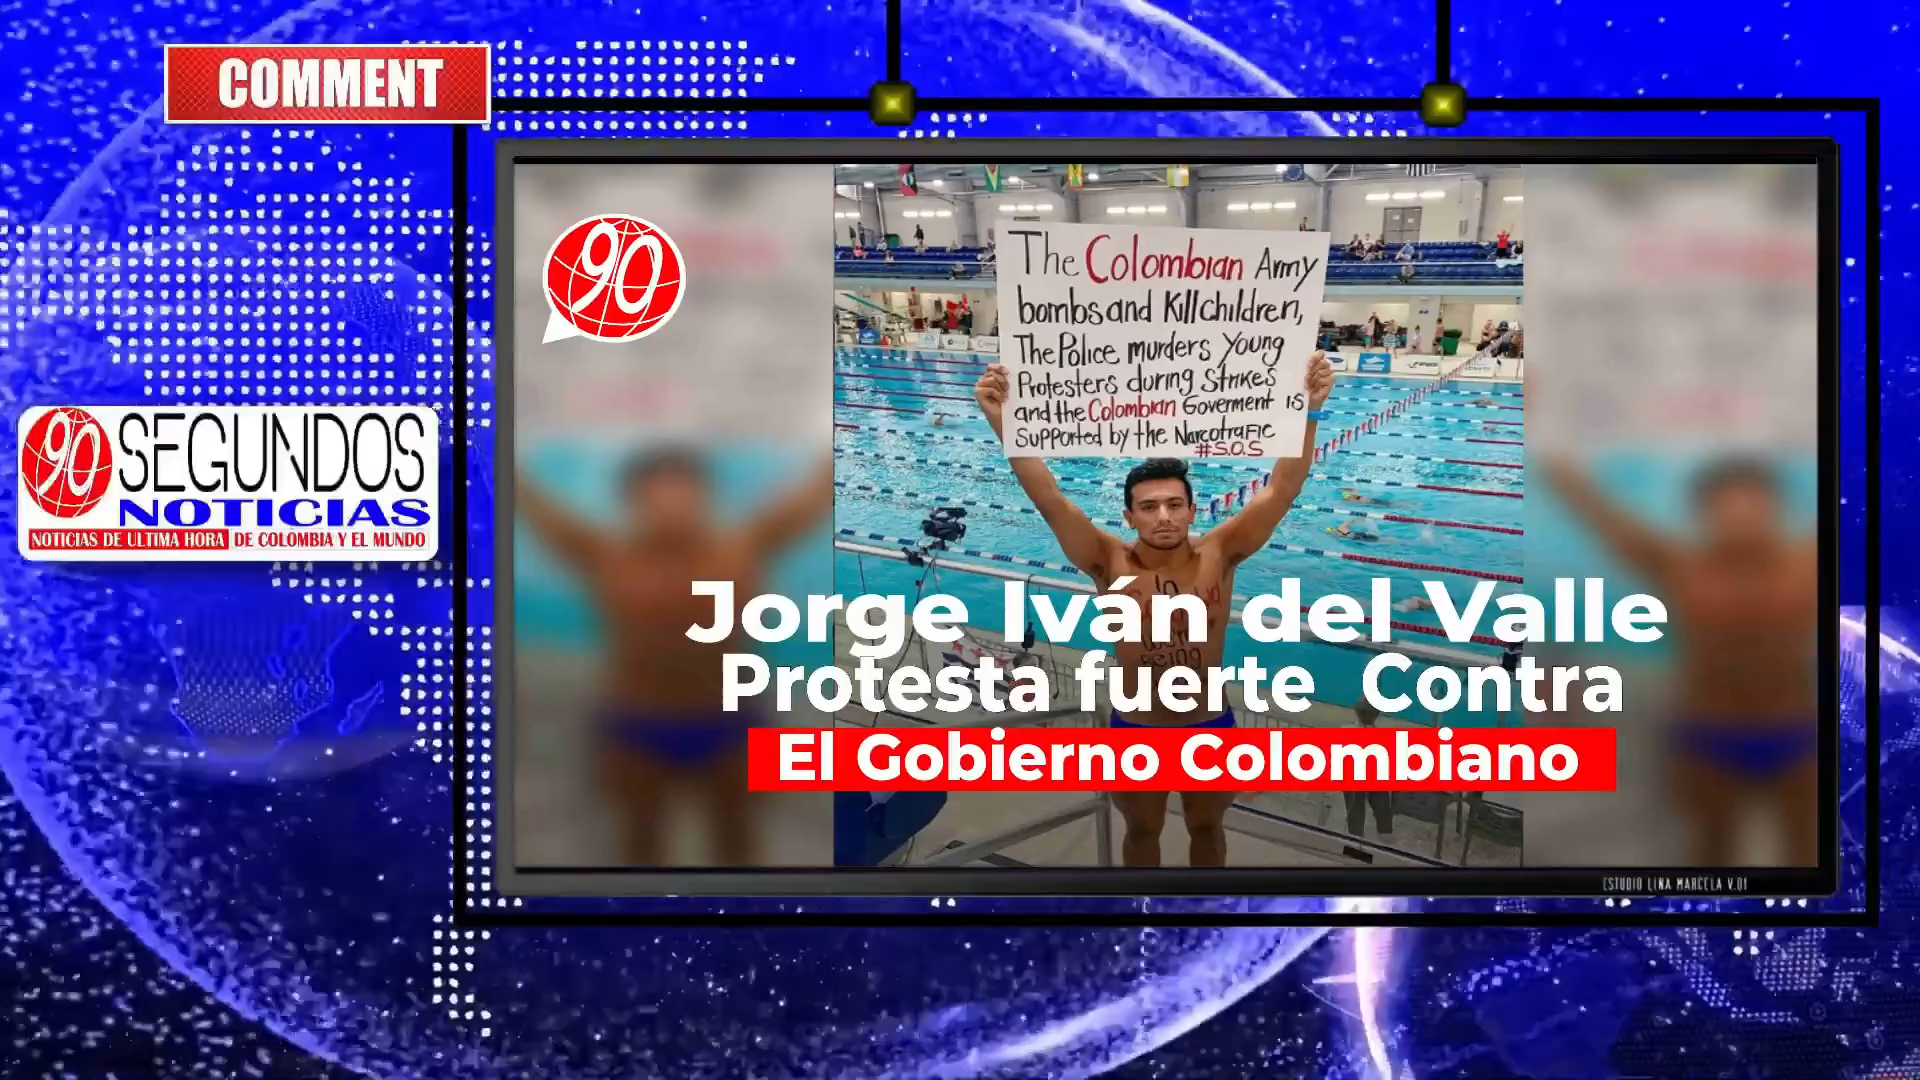 COMMENT
90
The Colombian Army
bombs and Kill Children,
The Police murders Young
Protesters during Strikes
and the Colombian Goverment is
Supported by the Narcotrafic
#S.O.S
90 SEGUNDOS
NOTICIAS
NOTICIAS DE ULTIMA HORA DE COLOMBIA Y EL MUNDO
Jorge Iván del Valle
Protesta fuerte Contra
El Gobierno Colombiano
Being
ESTUDIO LINA MARCELA V.01